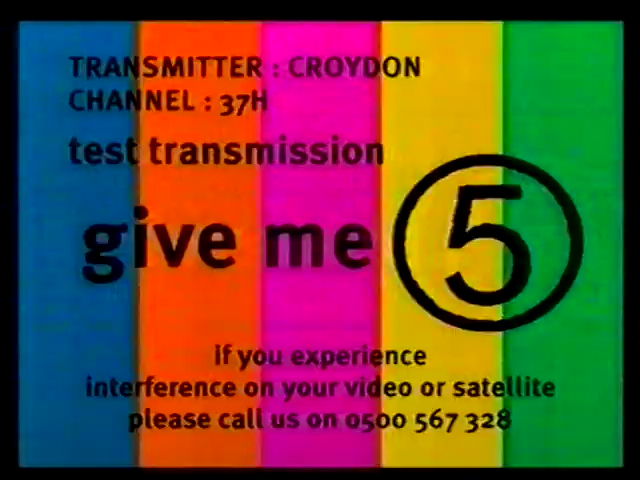 TRANSMITTER : CROYDON
CHANNEL : 37H
test transmission
give me 5
if you experience
interference on your video or satellite
please call us on 0500 567 328